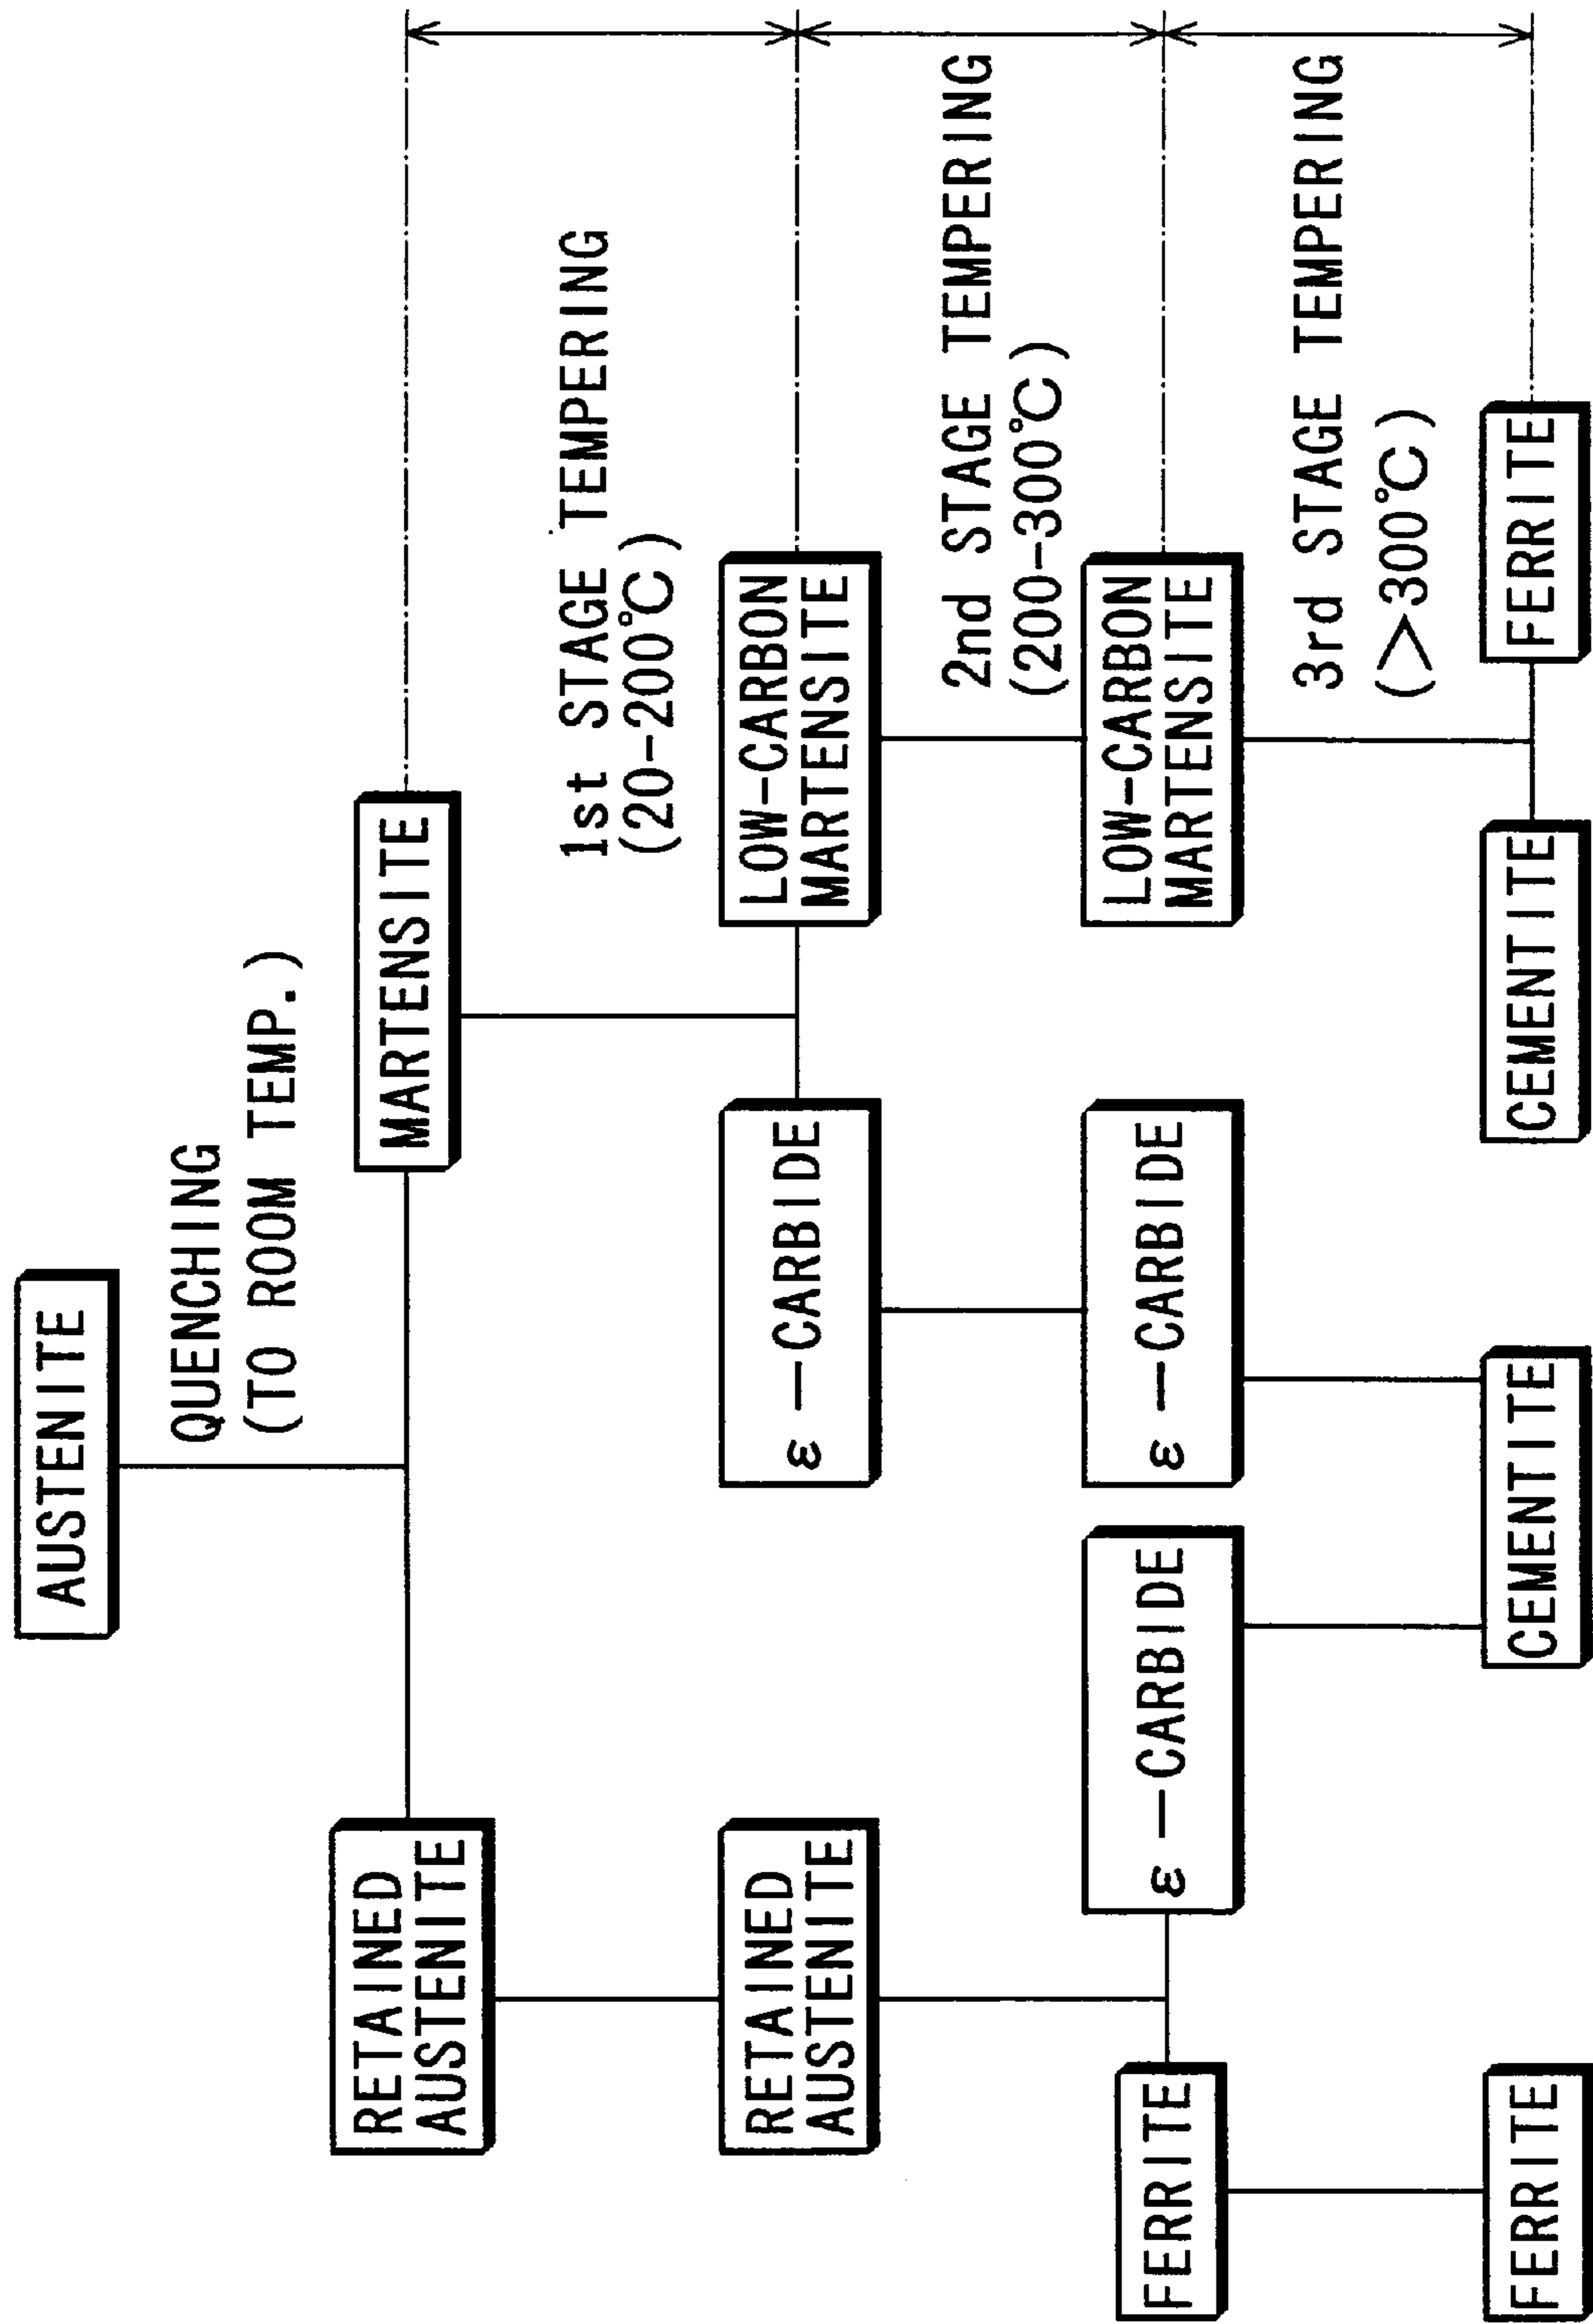 AUSTENITE
QUENCHING
(TO ROOM TEMP.)
RETAINED
AUSTENITE
MARTENSITE
1st STAGE TEMPERING
(20-200℃)
RETAINED
AUSTENITE
ε-CARBIDE
LOW-CARBON
MARTENSITE
2nd STAGE TEMPERING
(200-300℃)
FERRITE
ε-CARBIDE
ε-CARBIDE
LOW-CARBON
MARTENSITE
3rd STAGE TEMPERING
(>300℃)
FERRITE
CEMENTITE
CEMENTITE
FERRITE